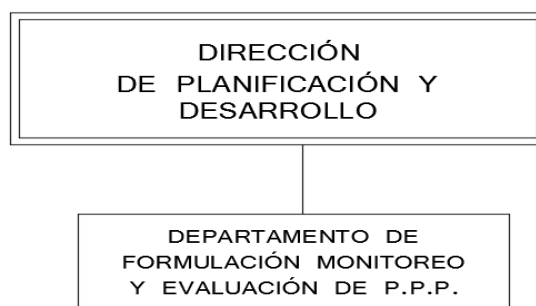 DIRECCIÓN
DE PLANIFICACIÓN Y
DESARROLLO
DEPARTAMENTO DE
FORMULACIÓN MONITOREO
Y EVALUACIÓN DE P.P.P.